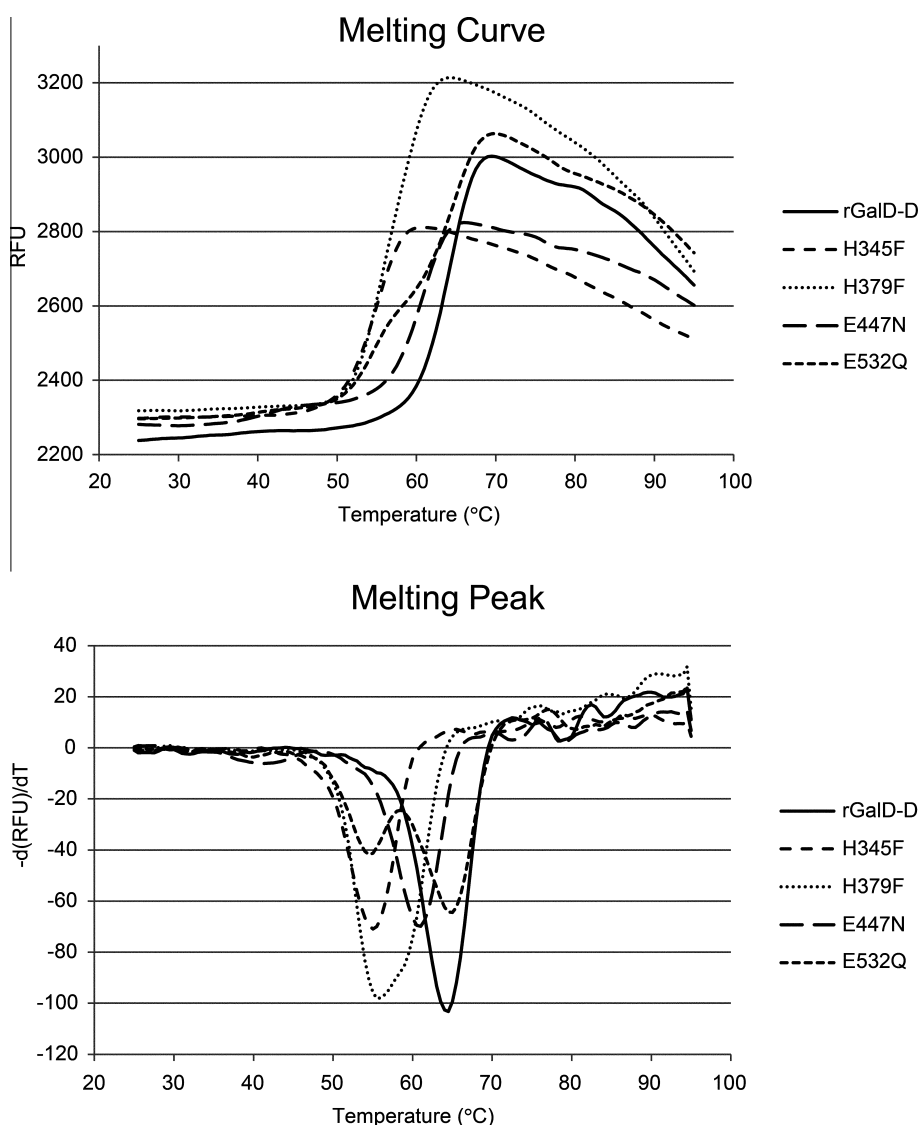 Melting Curve
3200
3000
2800
2600
2400
2200
RFU
20 30 40 50 60 70 80 90 100
Temperature (°C)
rGalD-D
H345F
H379F
E447N
E532Q
Melting Peak
40
20
0
-20
-40
-60
-80
-100
-120
-d(RFU)/dT
20 30 40 50 60 70 80 90 100
Temperature (°C)
rGalD-D
H345F
H379F
E447N
E532Q